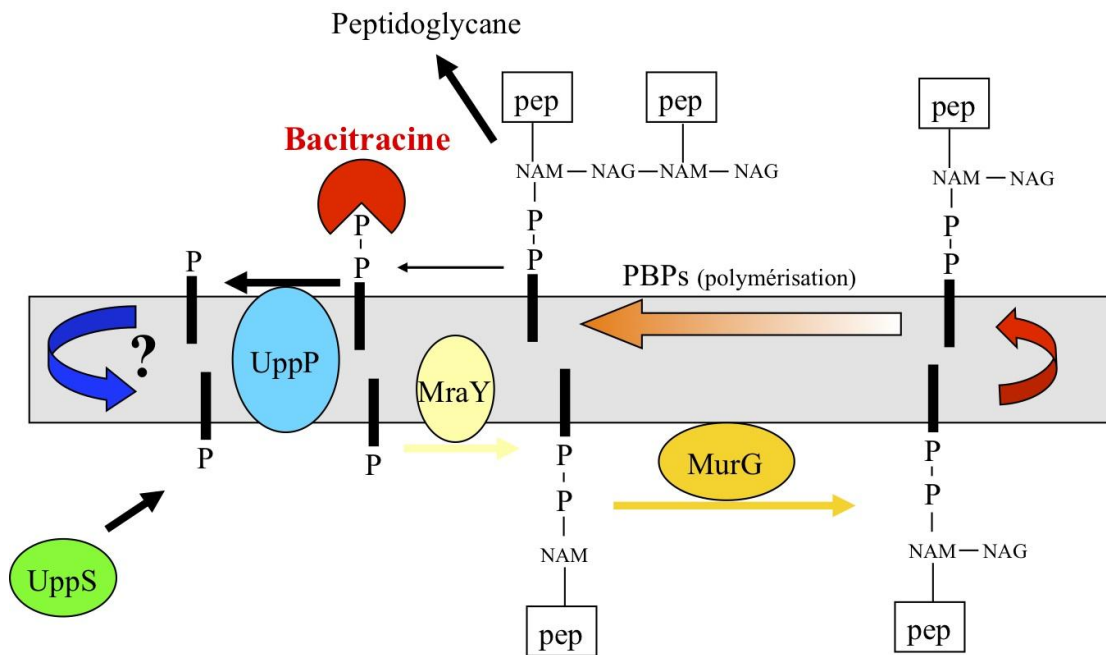 Peptidoglycane
pep pep pep
Bacitracine
NAM—NAG—NAM—NAG
NAM—NAG
P
P
P
P
P
P
P
PBPs (polymérisation)
?
UppP
MraY
P
P
P
P
P
P
MurG
UppS
NAM
NAM—NAG
pep
pep